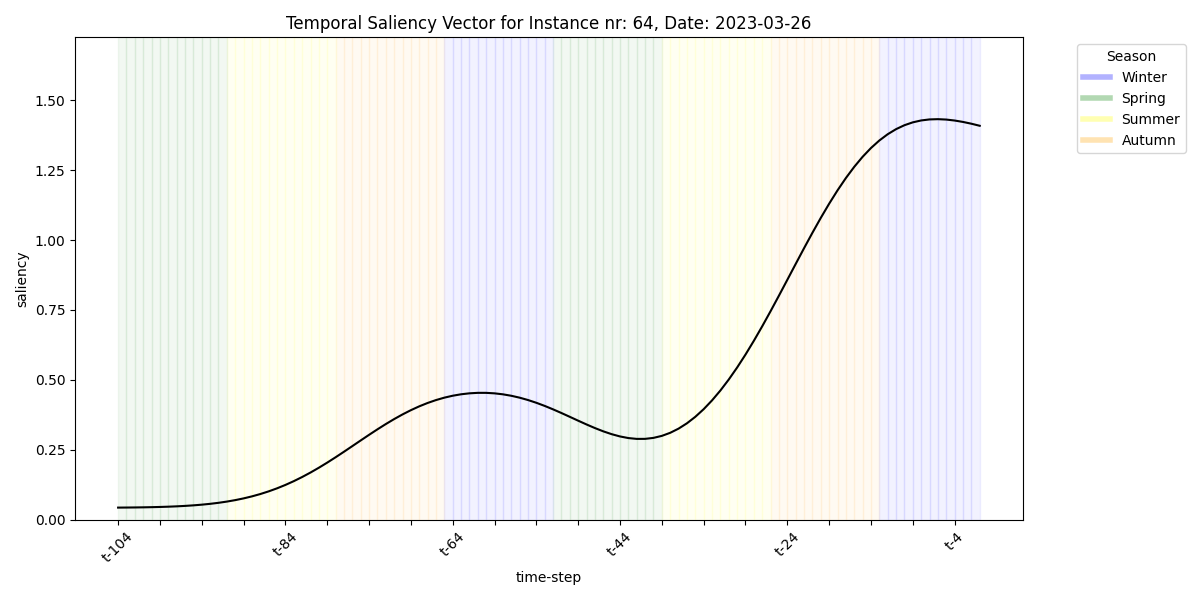 Temporal Saliency Vector for Instance nr: 64, Date: 2023-03-26
Season
Winter
Spring
Summer
Autumn
1.50
1.25
1.00
0.75
0.50
0.25
0.00
saliency
t-104
t-84
t-64
t-44
t-24
t-4
time-step